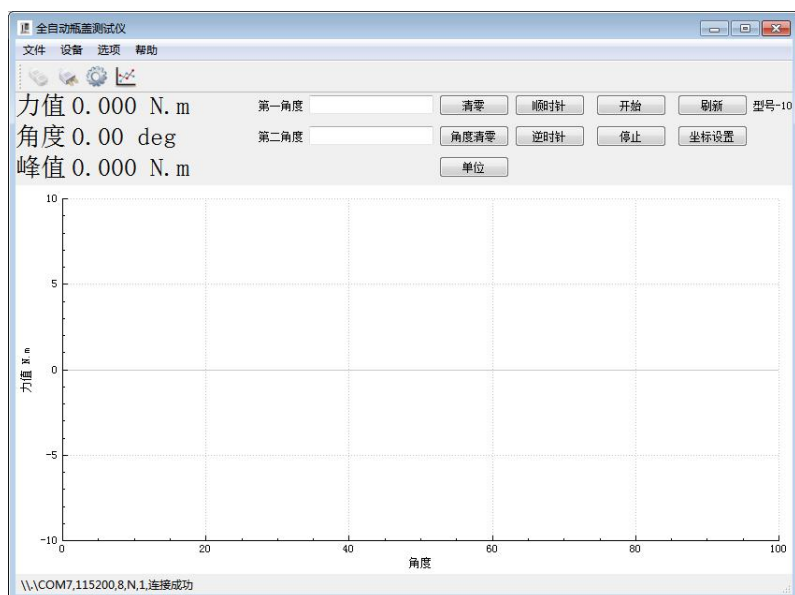 全自动瓶盖测试仪
文件 设备 选项 帮助
力值 0.000 N.m 第一角度 清零 顺时针 开始 刷新 型号-10
角度 0.00 deg 第二角度 角度清零 逆时针 停止 坐标设置
峰值 0.000 N.m 单位
10
5
0
-5
-10
力值 N.m
0 20 40 60 80 100
角度
\\.\COM7,115200,8,N,1,连接成功